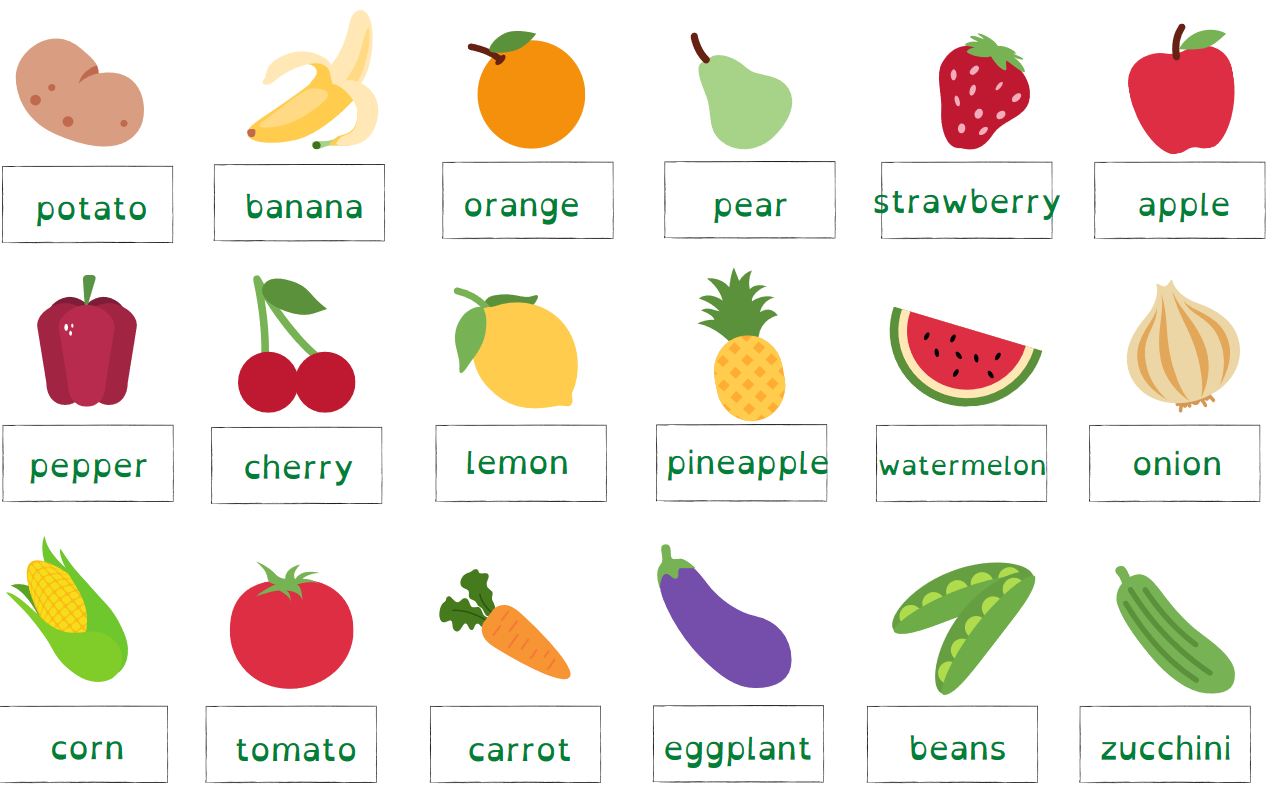 potato
banana
orange
pear
strawberry
apple
pepper
cherry
lemon
pineapple
watermelon
onion
corn
tomato
carrot
eggplant
beans
zucchini